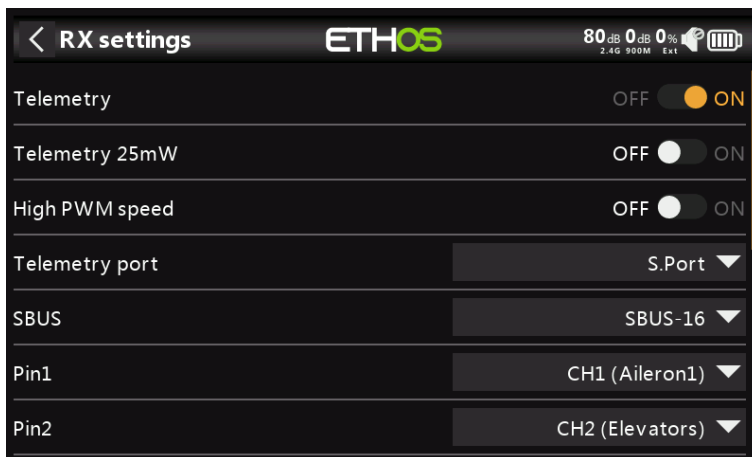 RX settings ETHOS 80dB 0dB 0%
2.4G 900M Ext
Telemetry OFF ON
Telemetry 25mW OFF ON
High PWM speed OFF ON
Telemetry port S.Port
SBUS SBUS-16
Pin1 CH1 (Aileron1)
Pin2 CH2 (Elevators)